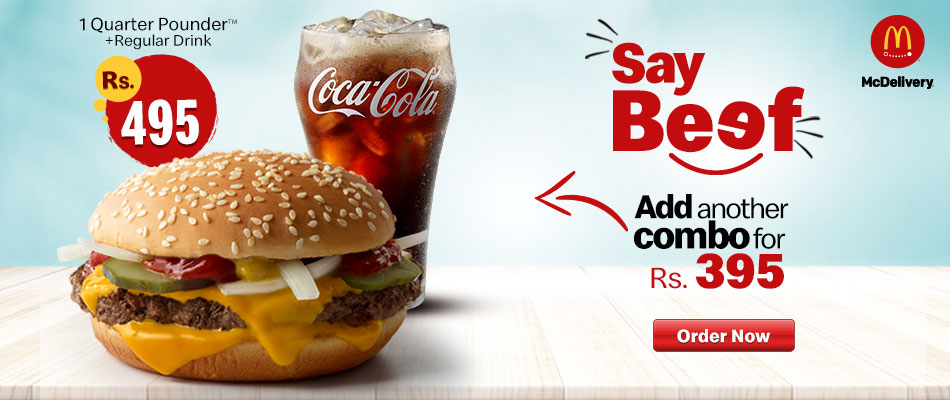 1 Quarter Pounder™
+Regular Drink
Rs.
495
Coca-Cola
Say
Beef
Add another
combo for
Rs. 395
Order Now
McDelivery